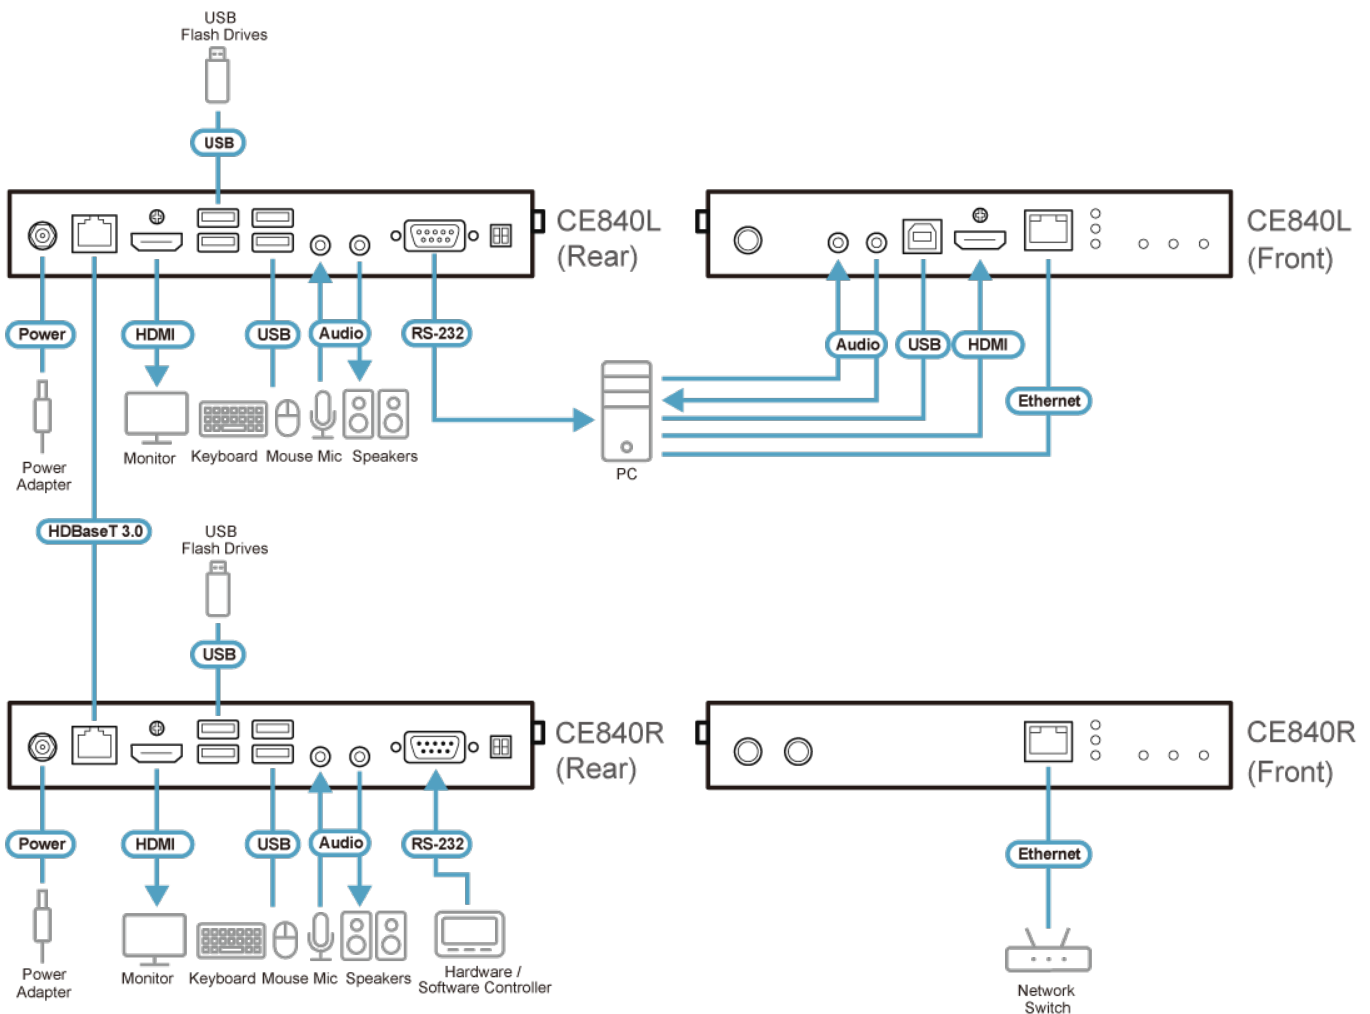 USB
Flash Drives
USB
CE840L
(Rear)
CE840L
(Front)
Power
HDMI
USB
Audio
RS-232
Audio
USB
HDMI
Ethernet
Monitor
Keyboard
Mouse
Mic
Speakers
Power
Adapter
PC
HDBaseT 3.0
USB
Flash Drives
USB
CE840R
(Rear)
CE840R
(Front)
Power
HDMI
USB
Audio
RS-232
Ethernet
Power
Adapter
Monitor
Keyboard
Mouse
Mic
Speakers
Hardware /
Software Controller
Network
Switch